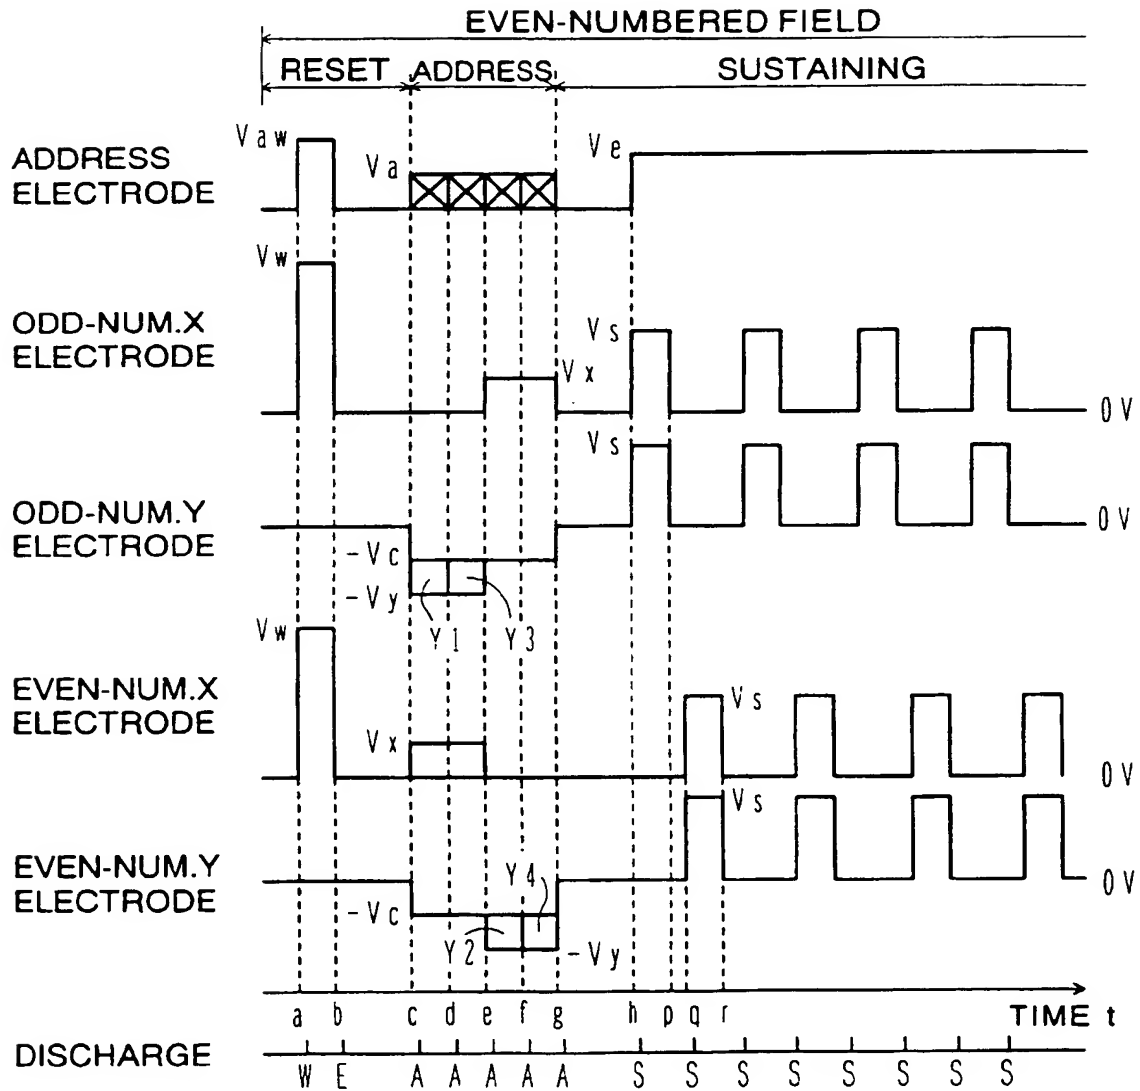 EVEN-NUMBERED FIELD
RESET ADDRESS SUSTAINING
ADDRESS
ELECTRODE
Vaw
Va
Ve
ODD-NUM.X
ELECTRODE
Vw
Vs
Vx
0V
ODD-NUM.Y
ELECTRODE
Vs
0V
-Vc
-Vy
Y1 Y3
EVEN-NUM.X
ELECTRODE
Vw
Vx
Vs
0V
EVEN-NUM.Y
ELECTRODE
Vs
0V
-Vc
Y4
Y2
-Vy
a b c d e f g h p q r TIME t
DISCHARGE
W E A A A A A S S S S S S S